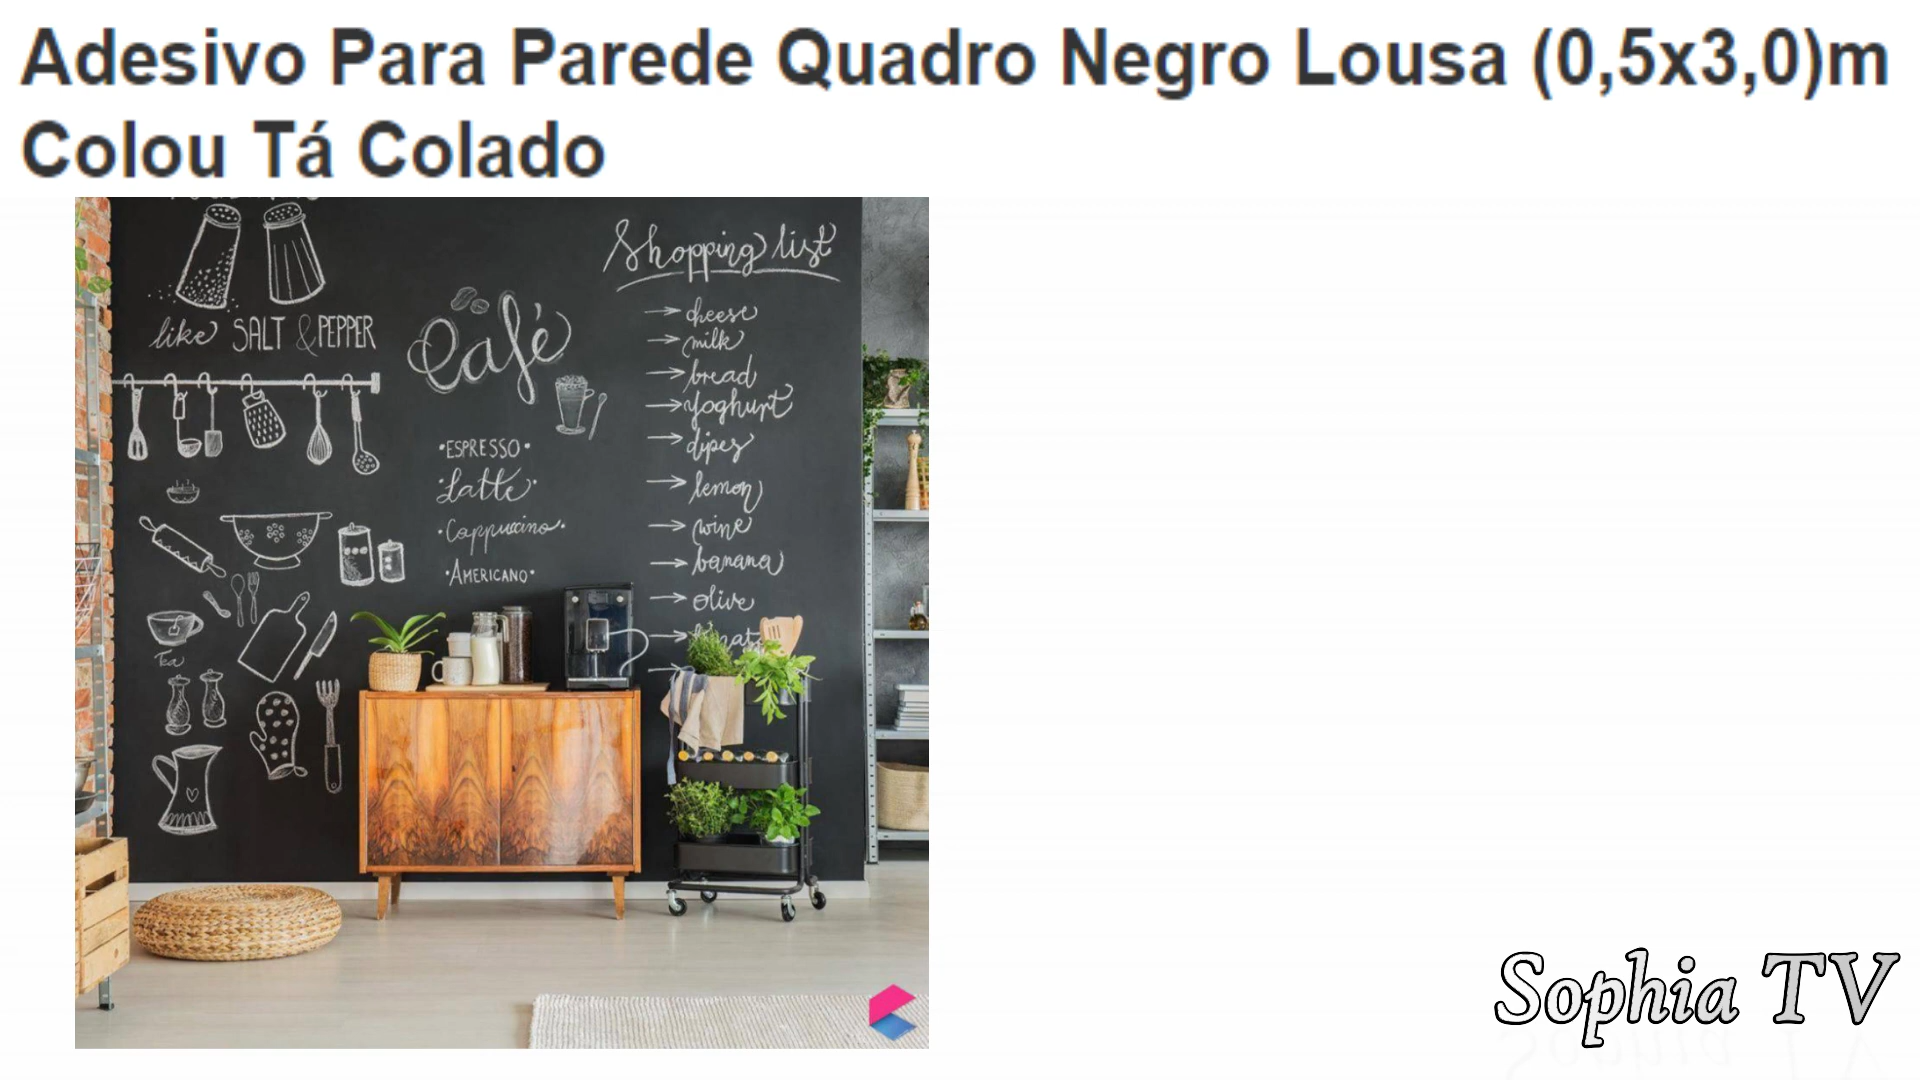 Adesivo Para Parede Quadro Negro Lousa (0,5x3,0)m
Colou Tá Colado
like SALT & PEPPER
Café
•ESPRESSO•
•Latte•
•Cappuccino•
•AMERICANO•
Tea
Shopping list
→cheese
→milk
→bread
→yoghurt
→dipes
→lemon
→wine
→banana
→olive
Sophia TV